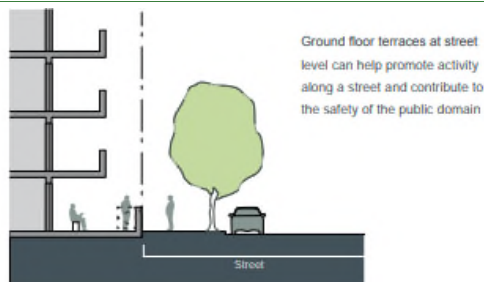 Ground floor terraces at street
level can help promote activity
along a street and contribute to
the safety of the public domain
Street